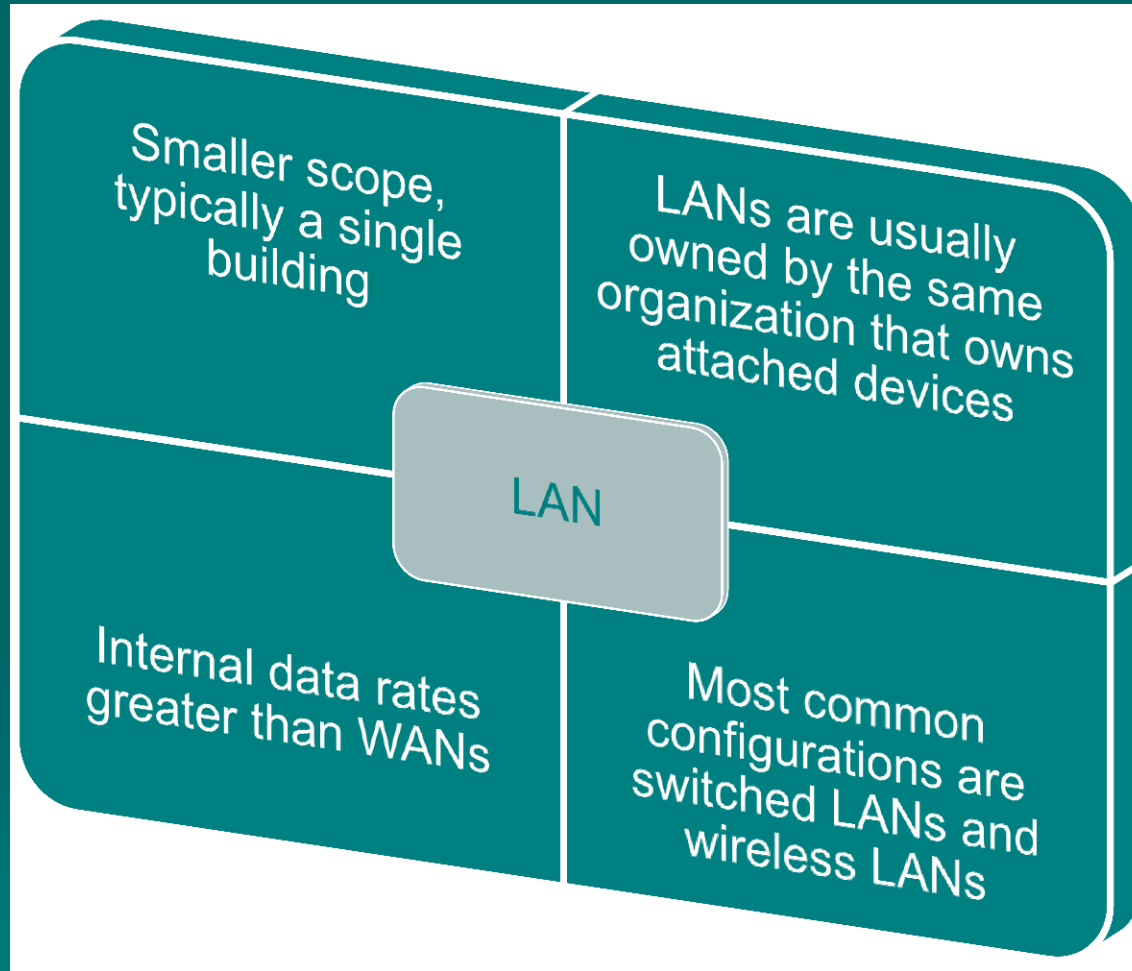 Smaller scope,
typically a single
building
LANs are usually
owned by the same
organization that owns
attached devices
LAN
Internal data rates
greater than WANs
Most common
configurations are
switched LANs and
wireless LANs